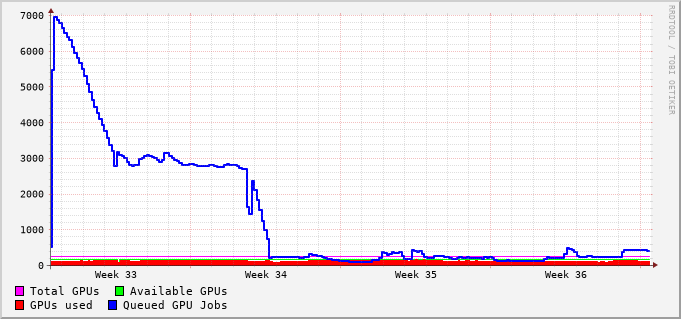 7000
6000
5000
4000
3000
2000
1000
0
Week 33 Week 34 Week 35 Week 36
Total GPUs Available GPUs
GPUs used Queued GPU Jobs
RRDTOOL / TOBI OETIKER